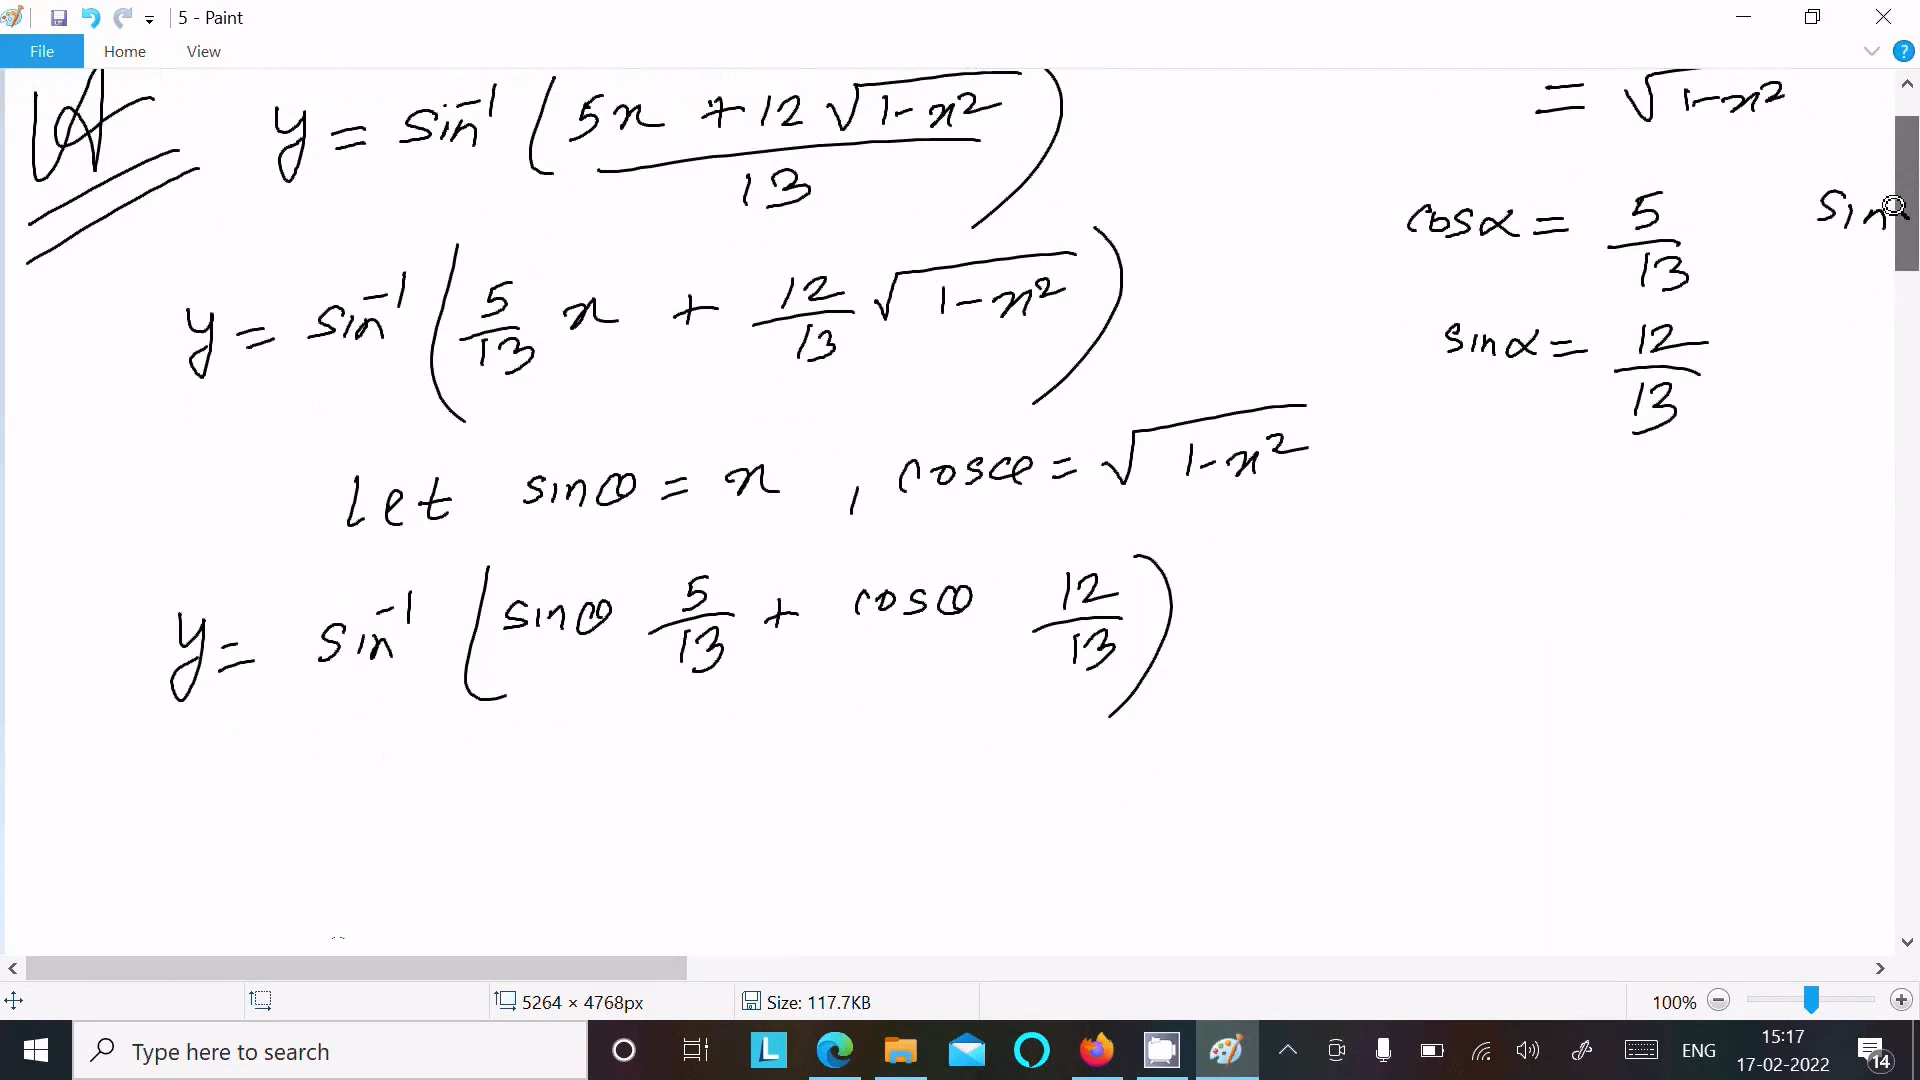 5 - Paint
File Home View
y = sin⁻¹ ( (5x + 12 √(1-x²)) / 13 )
y = sin⁻¹ ( 5/13 x + 12/13 √(1-x²) )
Let sinθ = x , cosθ = √(1-x²)
y = sin⁻¹ ( sinθ 5/13 + cosθ 12/13 )
= √(1-x²)
cosα = 5/13 sin
sinα = 12/13
5264 × 4768px Size: 117.7KB 100%
Type here to search
L
ENG
15:17
17-02-2022
14